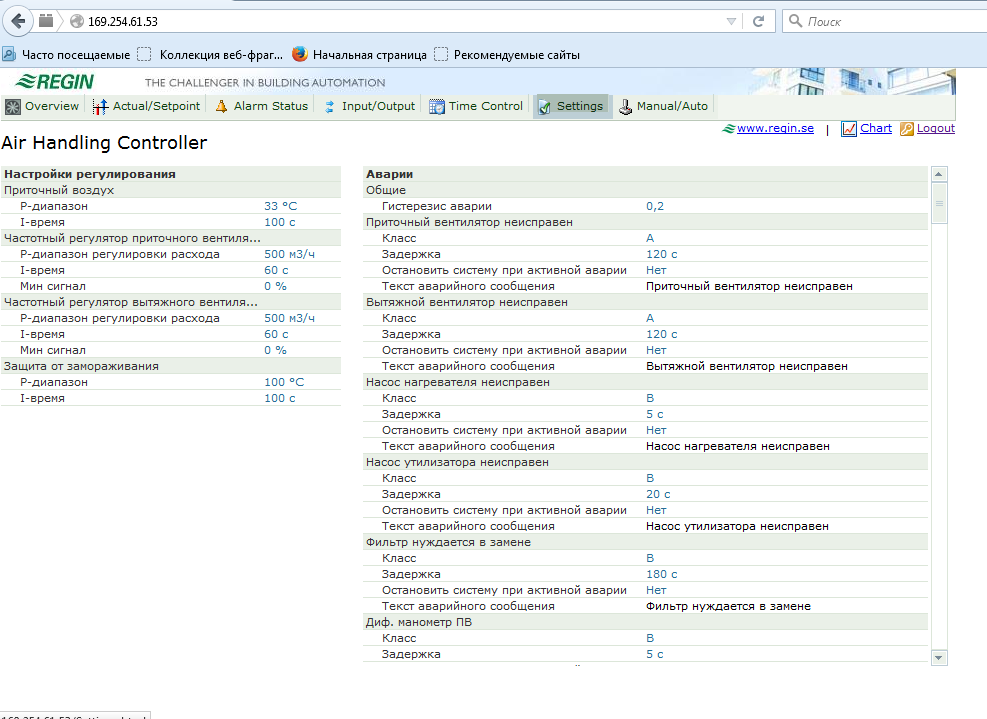 169.254.61.53
Поиск
Часто посещаемые
Коллекция веб-фраг...
Начальная страница
Рекомендуемые сайты
REGIN
THE CHALLENGER IN BUILDING AUTOMATION
Overview
Actual/Setpoint
Alarm Status
Input/Output
Time Control
Settings
Manual/Auto
www.regin.se | Chart Logout
Air Handling Controller
Настройки регулирования
Приточный воздух
P-диапазон 33 °C
I-время 100 с
Частотный регулятор приточного вентиля...
P-диапазон регулировки расхода 500 м3/ч
I-время 60 с
Мин сигнал 0 %
Частотный регулятор вытяжного вентиля...
P-диапазон регулировки расхода 500 м3/ч
I-время 60 с
Мин сигнал 0 %
Защита от замораживания
P-диапазон 100 °C
I-время 100 с
Аварии
Общие
Гистерезис аварии 0,2
Приточный вентилятор неисправен
Класс A
Задержка 120 с
Остановить систему при активной аварии Нет
Текст аварийного сообщения Приточный вентилятор неисправен
Вытяжной вентилятор неисправен
Класс A
Задержка 120 с
Остановить систему при активной аварии Нет
Текст аварийного сообщения Вытяжной вентилятор неисправен
Насос нагревателя неисправен
Класс B
Задержка 5 с
Остановить систему при активной аварии Нет
Текст аварийного сообщения Насос нагревателя неисправен
Насос утилизатора неисправен
Класс B
Задержка 20 с
Остановить систему при активной аварии Нет
Текст аварийного сообщения Насос утилизатора неисправен
Фильтр нуждается в замене
Класс B
Задержка 180 с
Остановить систему при активной аварии Нет
Текст аварийного сообщения Фильтр нуждается в замене
Диф. манометр ПВ
Класс B
Задержка 5 с